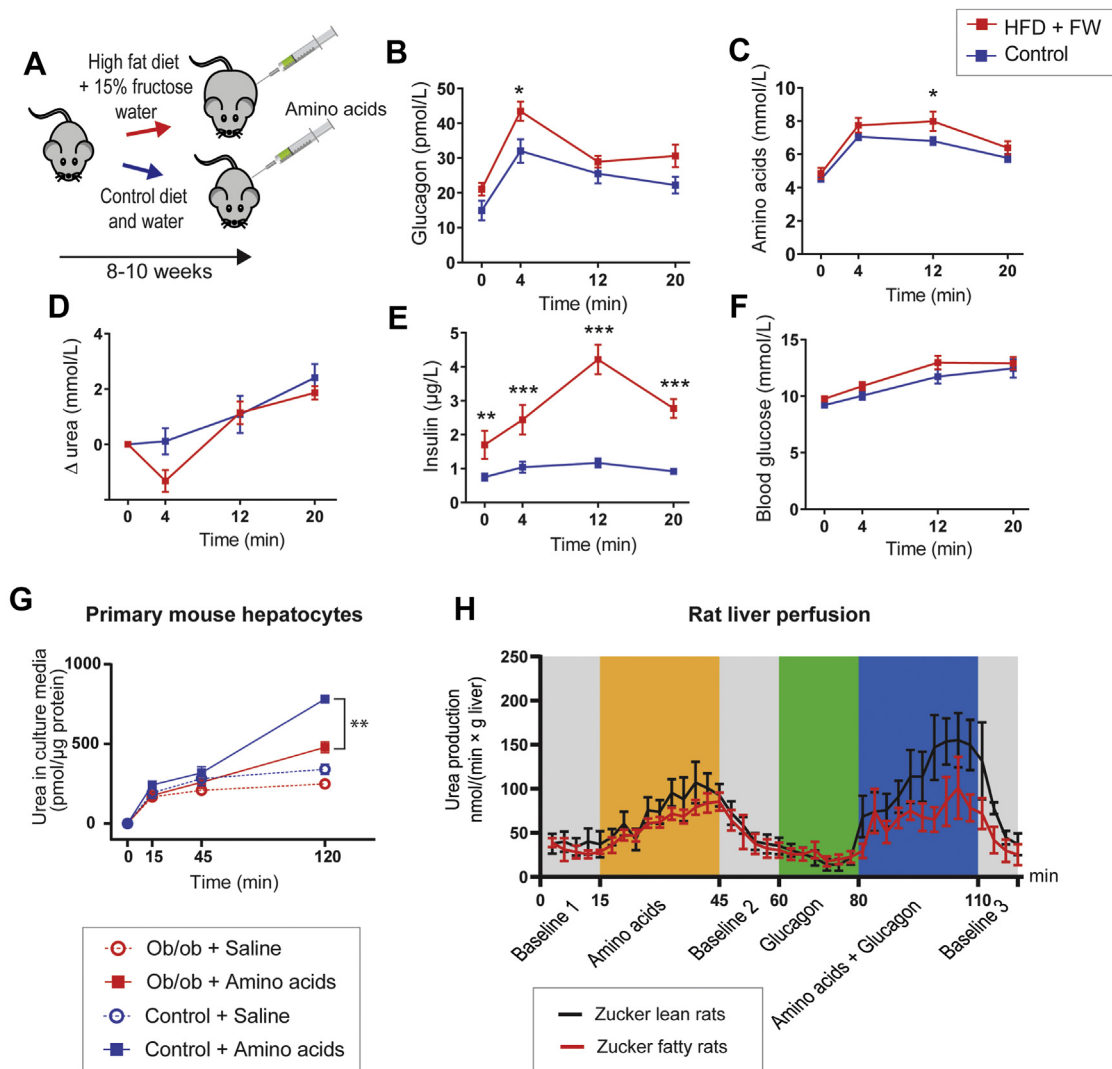 HFD + FW
Control
A
High fat diet
+ 15% fructose
water
Amino acids
Control diet
and water
8-10 weeks
B
Glucagon (pmol/L)
50
40
30
20
10
0
*
0 4 12 20
Time (min)
C
Amino acids (mmol/L)
10
8
6
4
2
0
*
0 4 12 20
Time (min)
D
Δ urea (mmol/L)
4
2
0
0 4 12 20
Time (min)
E
Insulin (µg/L)
5
4
3
2
1
0
** *** *** ***
0 4 12 20
Time (min)
F
Blood glucose (mmol/L)
15
10
5
0
0 4 12 20
Time (min)
G
Primary mouse hepatocytes
Urea in culture media
(pmol/µg protein)
1000
500
0
**
0 15 45 120
Time (min)
Ob/ob + Saline
Ob/ob + Amino acids
Control + Saline
Control + Amino acids
H
Rat liver perfusion
Urea production
nmol/(min × g liver)
250
200
150
100
50
0
0 15 45 60 80 110 min
Baseline 1
Amino acids
Baseline 2
Glucagon
Amino acids + Glucagon
Baseline 3
Zucker lean rats
Zucker fatty rats